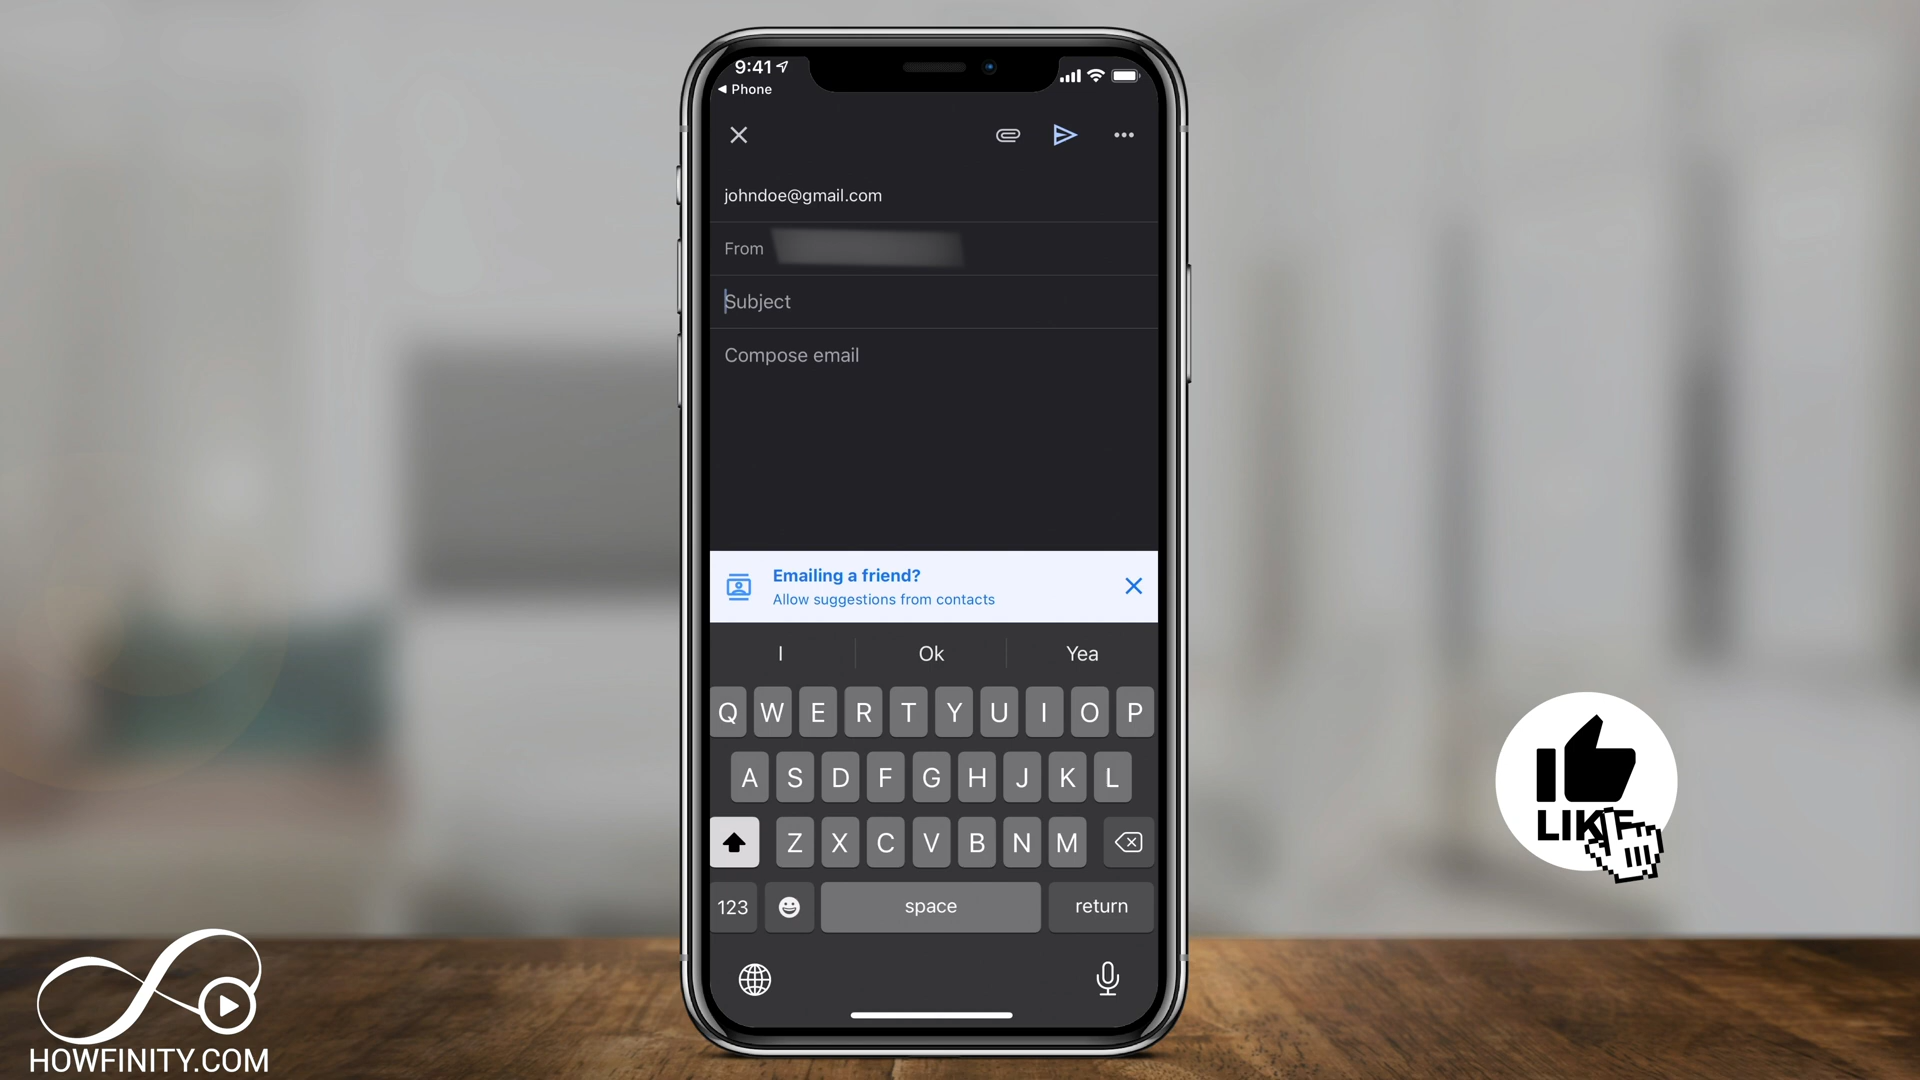 9:41
Phone
johndoe@gmail.com
From
Subject
Compose email
Emailing a friend?
Allow suggestions from contacts
I Ok Yea
Q W E R T Y U I O P
A S D F G H J K L
Z X C V B N M
123 space return
LIKE
HOWFINITY.COM